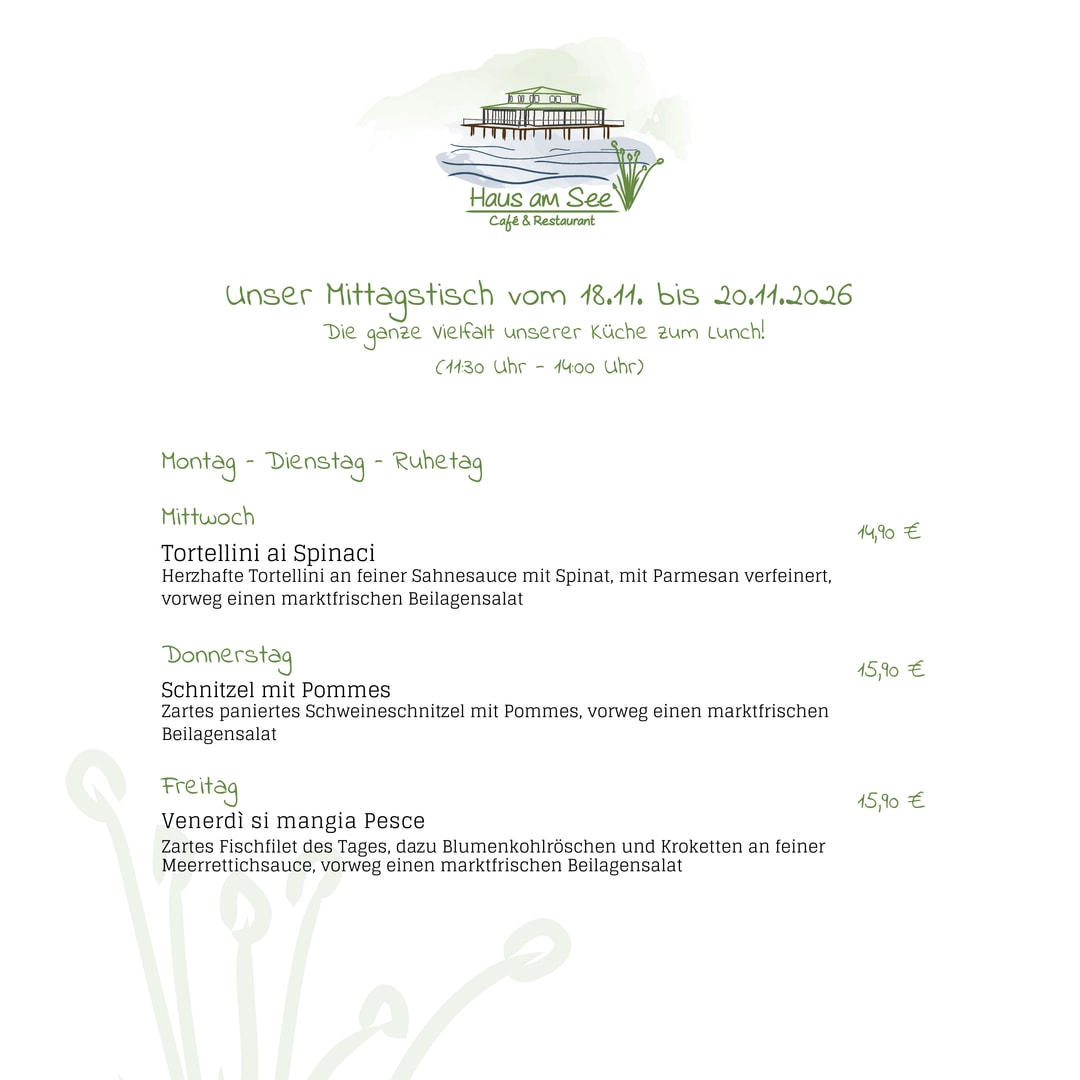 Haus am See
Café & Restaurant
Unser Mittagstisch vom 18.11. bis 20.11.2026
Die ganze Vielfalt unserer Küche zum Lunch!
(11:30 Uhr - 14:00 Uhr)
Montag - Dienstag - Ruhetag
Mittwoch
14,90 €
Tortellini ai Spinaci
Herzhafte Tortellini an feiner Sahnesauce mit Spinat, mit Parmesan verfeinert,
vorweg einen marktfrischen Beilagensalat
Donnerstag
15,90 €
Schnitzel mit Pommes
Zartes paniertes Schweineschnitzel mit Pommes, vorweg einen marktfrischen
Beilagensalat
Freitag
15,90 €
Venerdì si mangia Pesce
Zartes Fischfilet des Tages, dazu Blumenkohlröschen und Kroketten an feiner
Meerrettichsauce, vorweg einen marktfrischen Beilagensalat